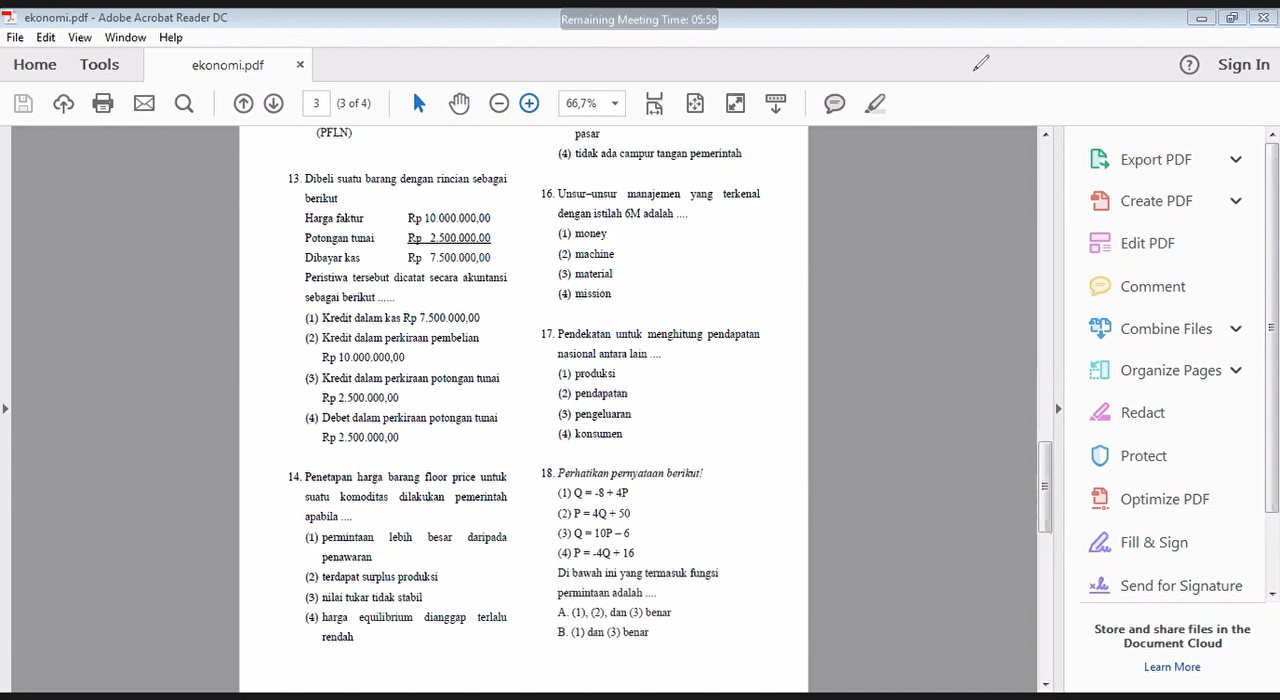 ekonomi.pdf - Adobe Acrobat Reader DC
Remaining Meeting Time: 05:58
File Edit View Window Help
Home Tools ekonomi.pdf × Sign In
3 (3 of 4) 66,7%
(PFLN)
13. Dibeli suatu barang dengan rincian sebagai
berikut
Harga faktur Rp 10.000.000,00
Potongan tunai Rp 2.500.000,00
Dibayar kas Rp 7.500.000,00
Peristiwa tersebut dicatat secara akuntansi
sebagai berikut ......
(1) Kredit dalam kas Rp 7.500.000,00
(2) Kredit dalam perkiraan pembelian
Rp 10.000.000,00
(3) Kredit dalam perkiraan potongan tunai
Rp 2.500.000,00
(4) Debet dalam perkiraan potongan tunai
Rp 2.500.000,00
14. Penetapan harga barang floor price untuk
suatu komoditas dilakukan pemerintah
apabila ....
(1) permintaan lebih besar daripada
penawaran
(2) terdapat surplus produksi
(3) nilai tukar tidak stabil
(4) harga equilibrium dianggap terlalu
rendah
pasar
(4) tidak ada campur tangan pemerintah
16. Unsur–unsur manajemen yang terkenal
dengan istilah 6M adalah ....
(1) money
(2) machine
(3) material
(4) mission
17. Pendekatan untuk menghitung pendapatan
nasional antara lain ....
(1) produksi
(2) pendapatan
(3) pengeluaran
(4) konsumen
18. Perhatikan pernyataan berikut!
(1) Q = -8 + 4P
(2) P = 4Q + 50
(3) Q = 10P – 6
(4) P = -4Q + 16
Di bawah ini yang termasuk fungsi
permintaan adalah ....
A. (1), (2), dan (3) benar
B. (1) dan (3) benar
Export PDF
Create PDF
Edit PDF
Comment
Combine Files
Organize Pages
Redact
Protect
Optimize PDF
Fill & Sign
Send for Signature
Store and share files in the
Document Cloud
Learn More